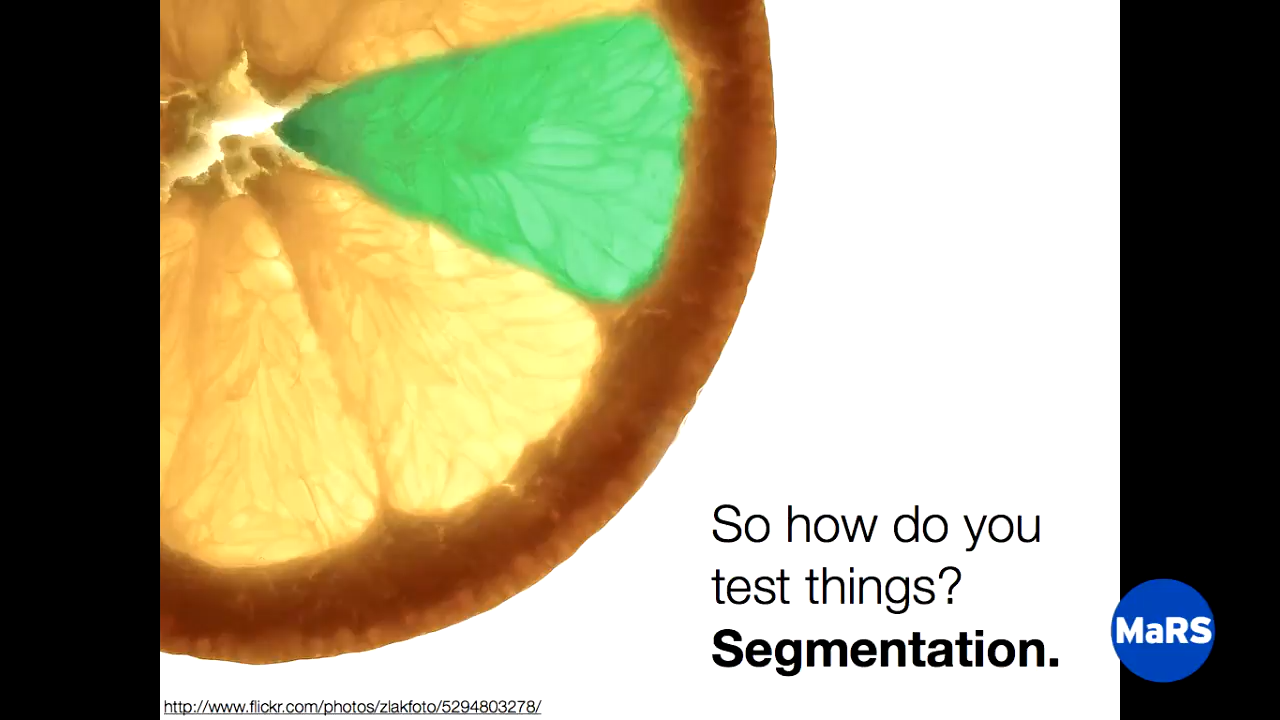 So how do you
test things?
Segmentation.
MaRS
http://www.flickr.com/photos/zlakfoto/5294803278/